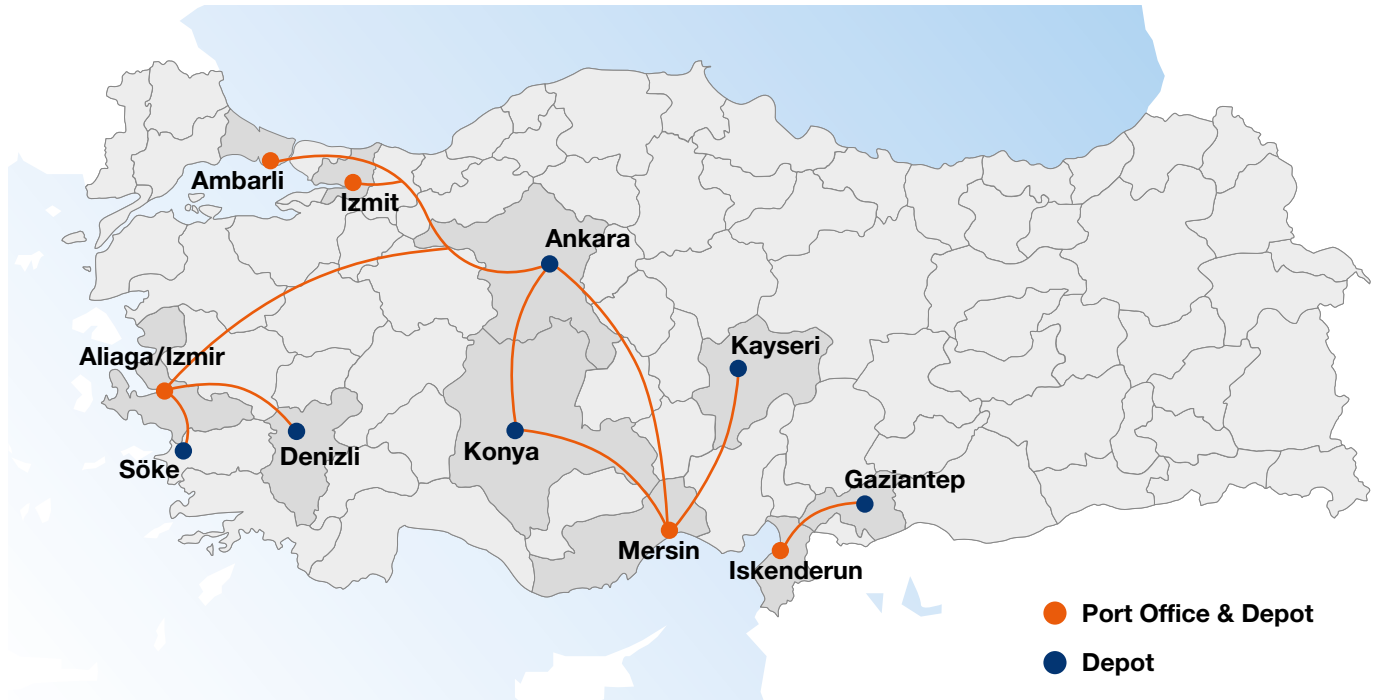 Ambarli
Izmit
Ankara
Kayseri
Aliaga/Izmir
Konya
Denizli
Söke
Gaziantep
Mersin
Iskenderun
Port Office & Depot
Depot